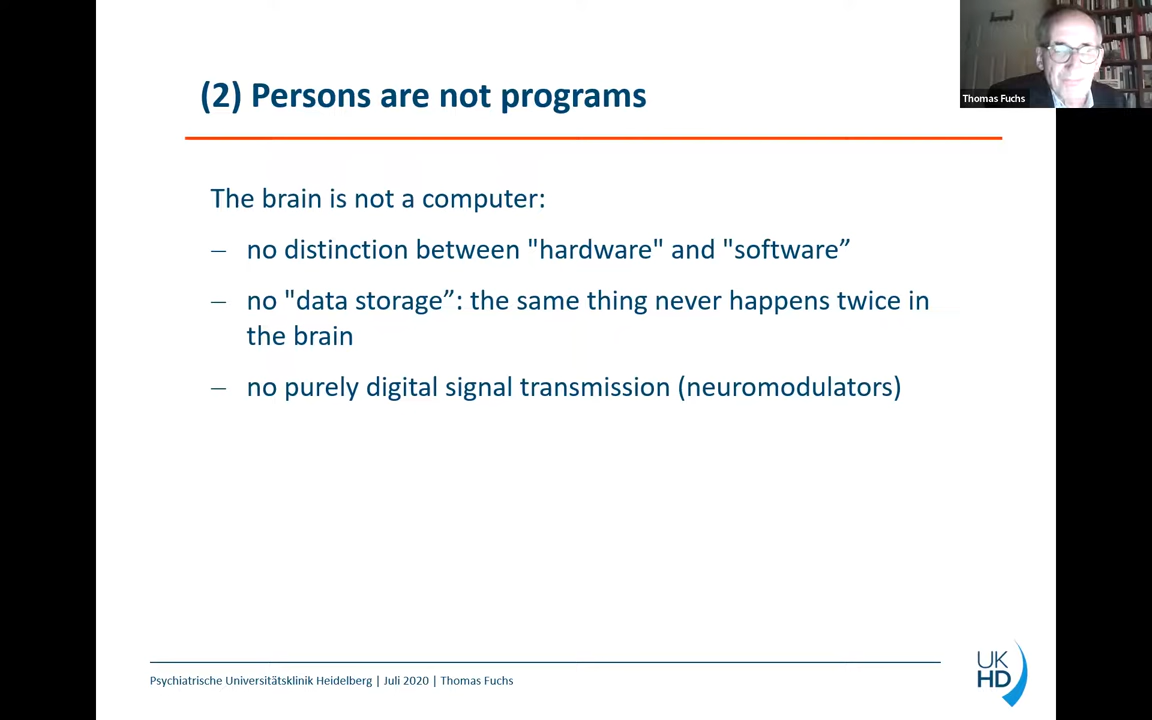 Thomas Fuchs
(2) Persons are not programs
The brain is not a computer:
– no distinction between "hardware" and "software”
– no "data storage”: the same thing never happens twice in
the brain
– no purely digital signal transmission (neuromodulators)
Psychiatrische Universitätsklinik Heidelberg | Juli 2020 | Thomas Fuchs
UK
HD